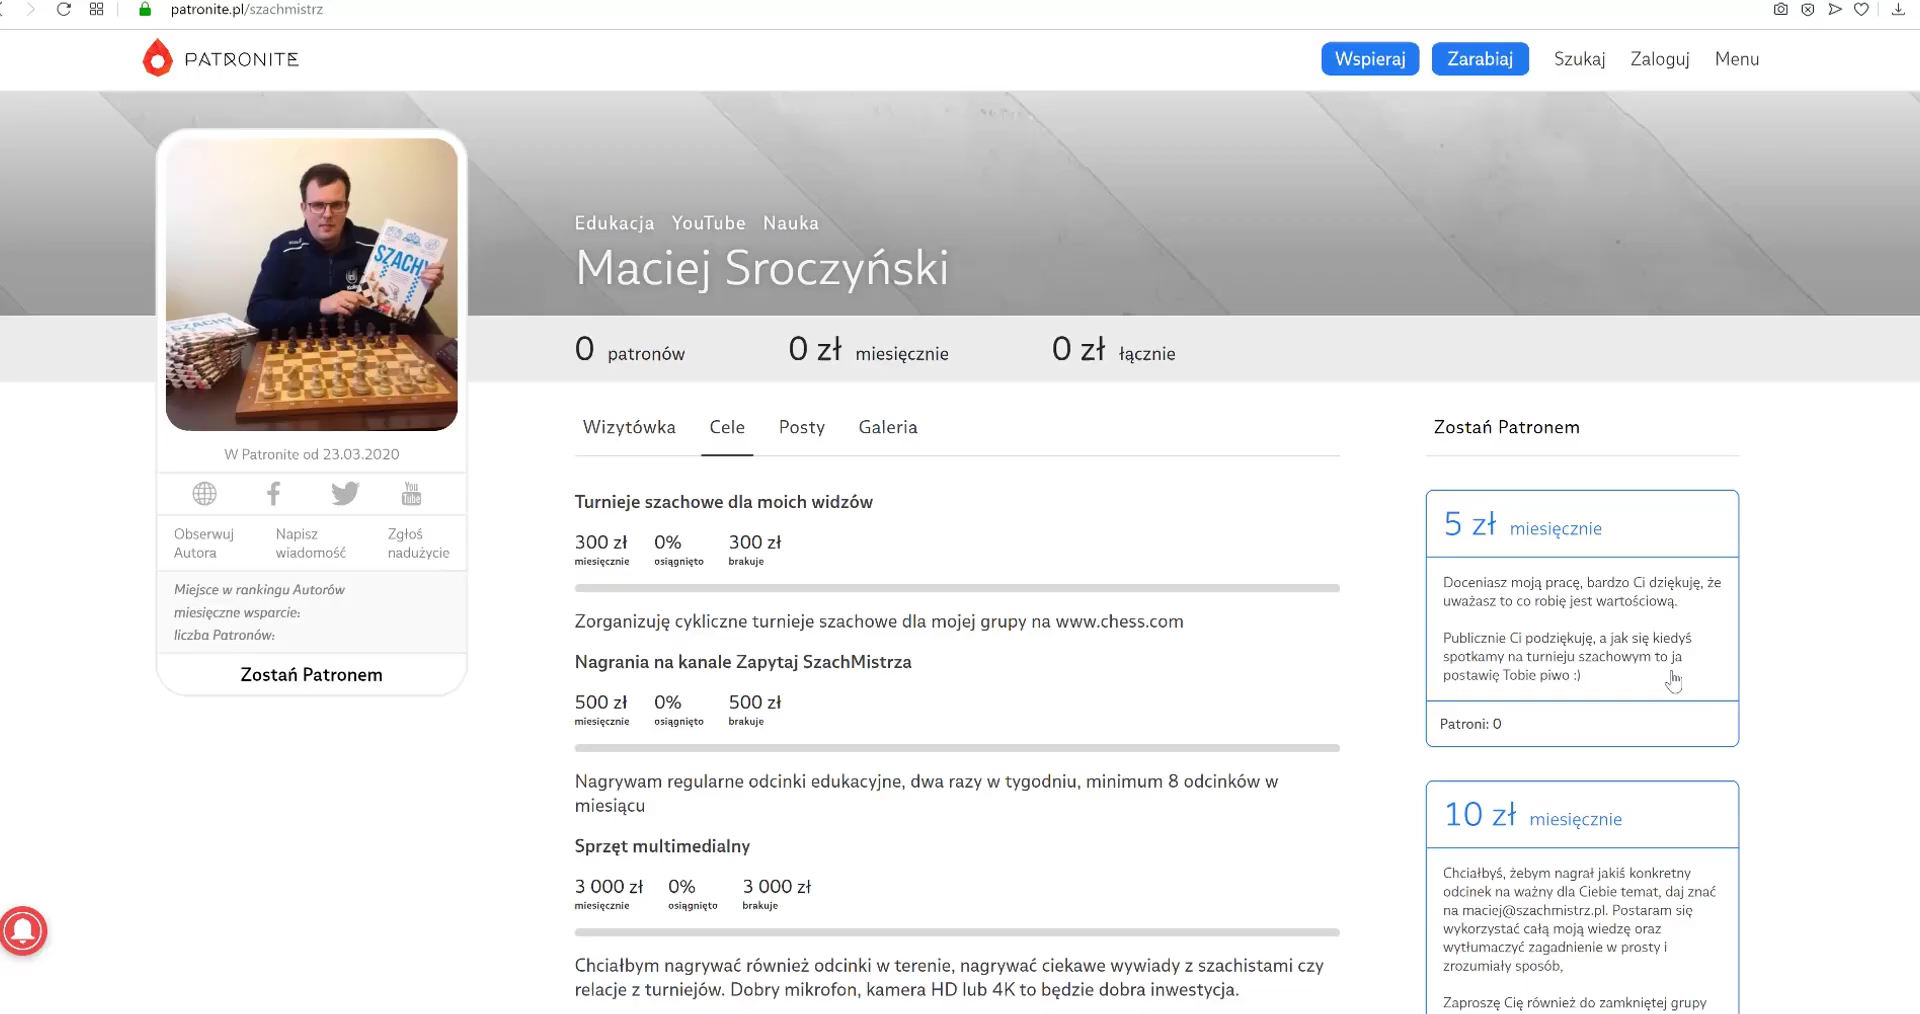 patronite.pl/szachmistrz
PATRONITE
Wspieraj
Zarabiaj
Szukaj
Zaloguj
Menu
SZACHY
SZACHY
Edukacja YouTube Nauka
Maciej Sroczyński
0 patronów
0 zł miesięcznie
0 zł łącznie
W Patronite od 23.03.2020
You Tube
Obserwuj Autora
Napisz wiadomość
Zgłoś nadużycie
Miejsce w rankingu Autorów
miesięczne wsparcie:
liczba Patronów:
Zostań Patronem
Wizytówka Cele Posty Galeria
Turnieje szachowe dla moich widzów
300 zł 0% 300 zł
miesięcznie osiągnięto brakuje
Zorganizuję cykliczne turnieje szachowe dla mojej grupy na www.chess.com
Nagrania na kanale Zapytaj SzachMistrza
500 zł 0% 500 zł
miesięcznie osiągnięto brakuje
Nagrywam regularne odcinki edukacyjne, dwa razy w tygodniu, minimum 8 odcinków w
miesiącu
Sprzęt multimedialny
3 000 zł 0% 3 000 zł
miesięcznie osiągnięto brakuje
Chciałbym nagrywać również odcinki w terenie, nagrywać ciekawe wywiady z szachistami czy
relacje z turniejów. Dobry mikrofon, kamera HD lub 4K to będzie dobra inwestycja.
Zostań Patronem
5 zł miesięcznie
Doceniasz moją pracę, bardzo Ci dziękuję, że
uważasz to co robię jest wartościową.
Publicznie Ci podziękuję, a jak się kiedyś
spotkamy na turnieju szachowym to ja
postawię Tobie piwo :)
Patroni: 0
10 zł miesięcznie
Chciałbyś, żebym nagrał jakiś konkretny
odcinek na ważny dla Ciebie temat, daj znać
na maciej@szachmistrz.pl. Postaram się
wykorzystać całą moją wiedzę oraz
wytłumaczyć zagadnienie w prosty i
zrozumiały sposób,
Zaproszę Cię również do zamkniętej grupy